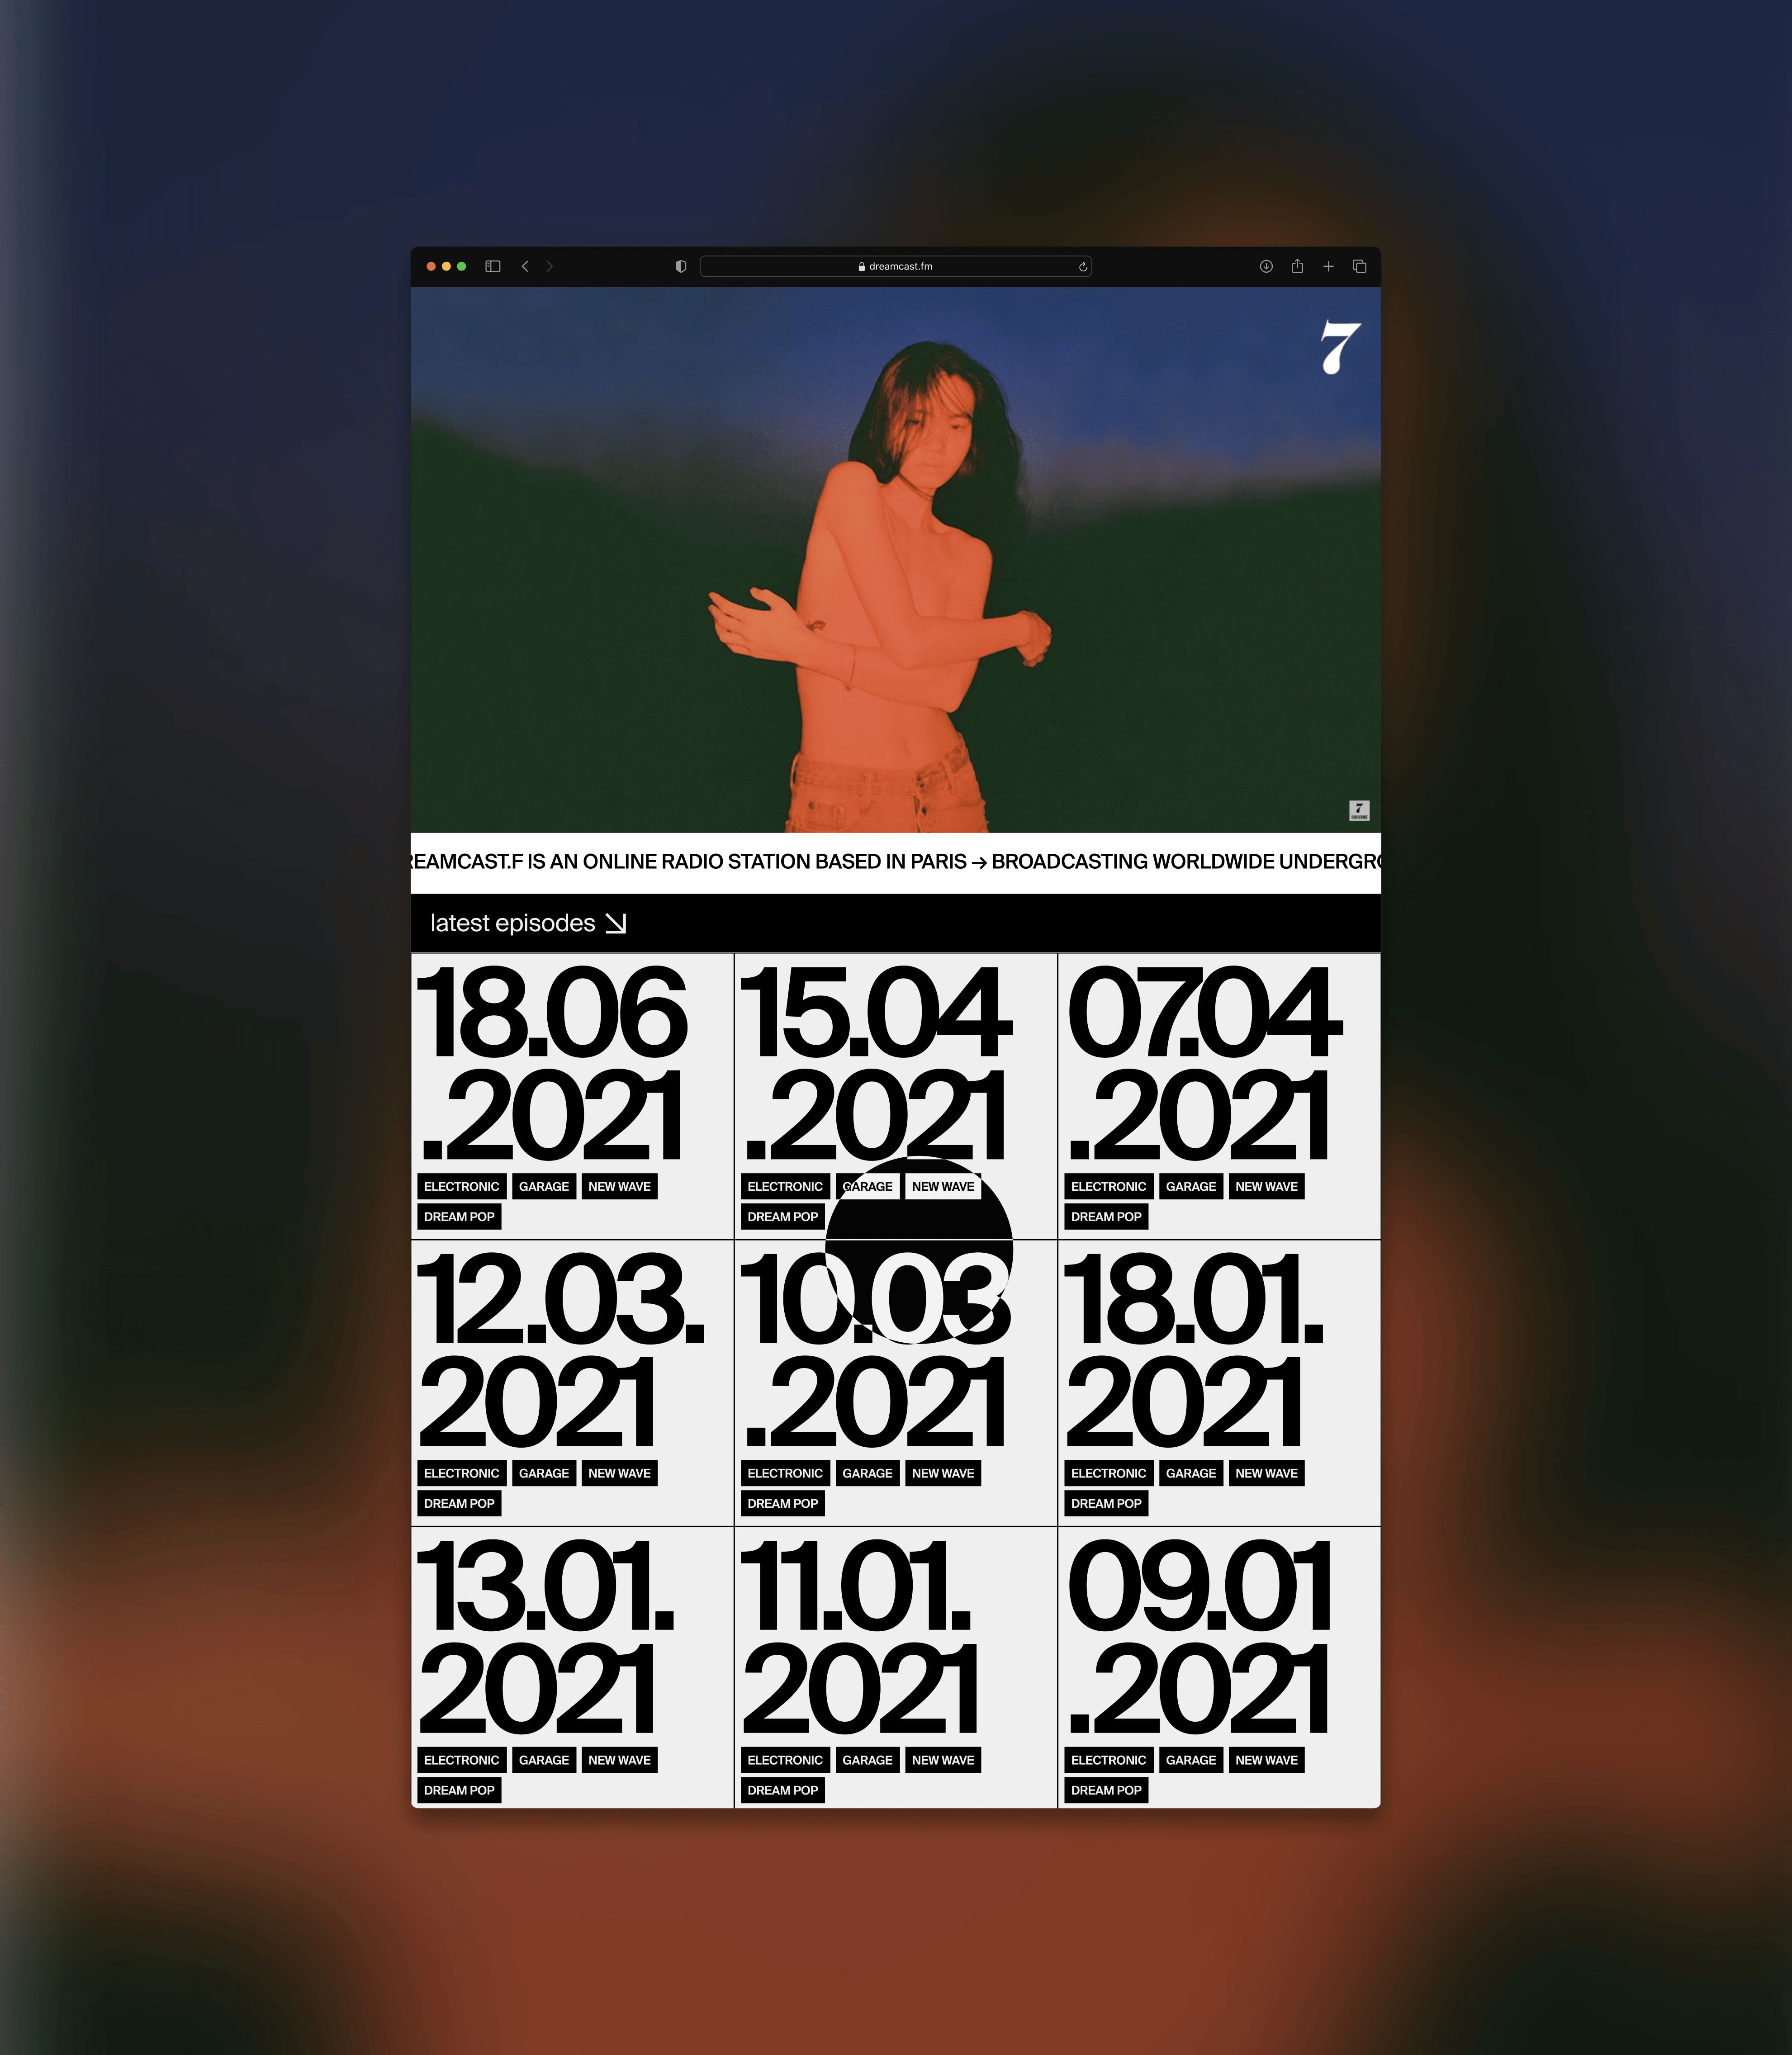 dreamcast.fm
7
7
REAMCAST.F IS AN ONLINE RADIO STATION BASED IN PARIS → BROADCASTING WORLDWIDE UNDERGRO
latest episodes ↘
18.06
.2021
ELECTRONIC GARAGE NEW WAVE
DREAM POP
15.04
.2021
ELECTRONIC GARAGE NEW WAVE
DREAM POP
07.04
.2021
ELECTRONIC GARAGE NEW WAVE
DREAM POP
12.03.
2021
ELECTRONIC GARAGE NEW WAVE
DREAM POP
10.03
.2021
ELECTRONIC GARAGE NEW WAVE
DREAM POP
18.01.
2021
ELECTRONIC GARAGE NEW WAVE
DREAM POP
13.01.
2021
ELECTRONIC GARAGE NEW WAVE
DREAM POP
11.01.
2021
ELECTRONIC GARAGE NEW WAVE
DREAM POP
09.01
.2021
ELECTRONIC GARAGE NEW WAVE
DREAM POP